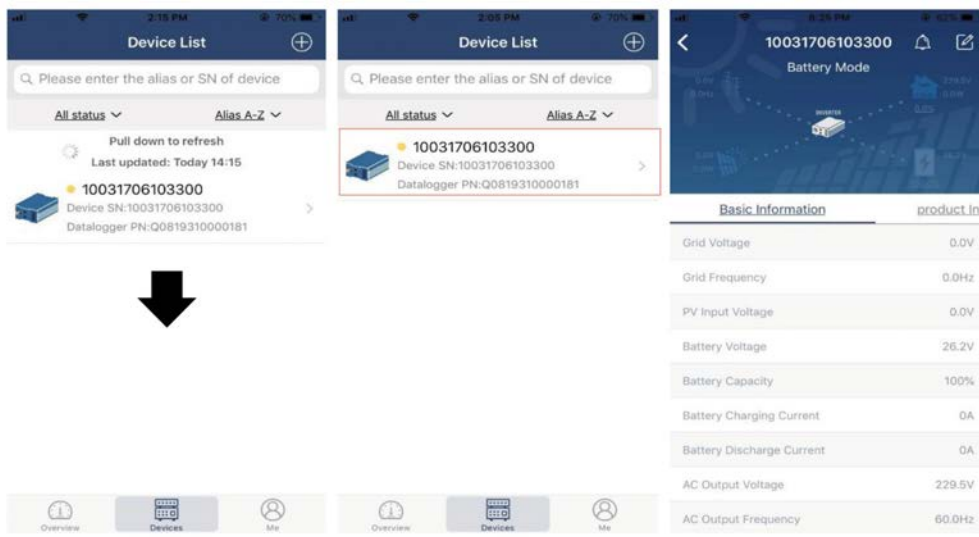 2:15 PM
70%
Device List
Please enter the alias or SN of device
All status
Alias A-Z
Pull down to refresh
Last updated: Today 14:15
10031706103300
Device SN:10031706103300
Datalogger PN:Q0819310000181
Overview
Devices
Me
2:05 PM
70%
Device List
Please enter the alias or SN of device
All status
Alias A-Z
10031706103300
Device SN:10031706103300
Datalogger PN:Q0819310000181
Overview
Devices
Me
6:25 PM
62%
10031706103300
Battery Mode
INVERTER
Basic Information
product In
Grid Voltage 0.0V
Grid Frequency 0.0Hz
PV Input Voltage 0.0V
Battery Voltage 26.2V
Battery Capacity 100%
Battery Charging Current 0A
Battery Discharge Current 0A
AC Output Voltage 229.5V
AC Output Frequency 60.0Hz